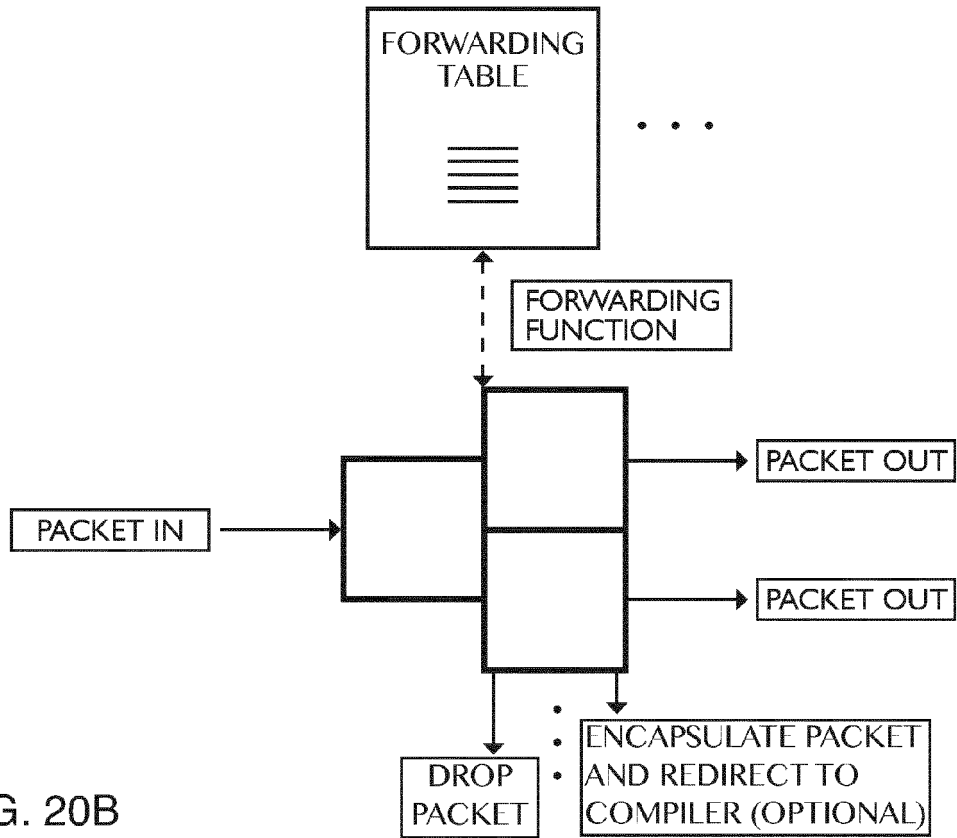 FORWARDING
TABLE
. . .
FORWARDING
FUNCTION
PACKET IN
PACKET OUT
PACKET OUT
DROP
PACKET
ENCAPSULATE PACKET
AND REDIRECT TO
COMPILER (OPTIONAL)
G. 20B